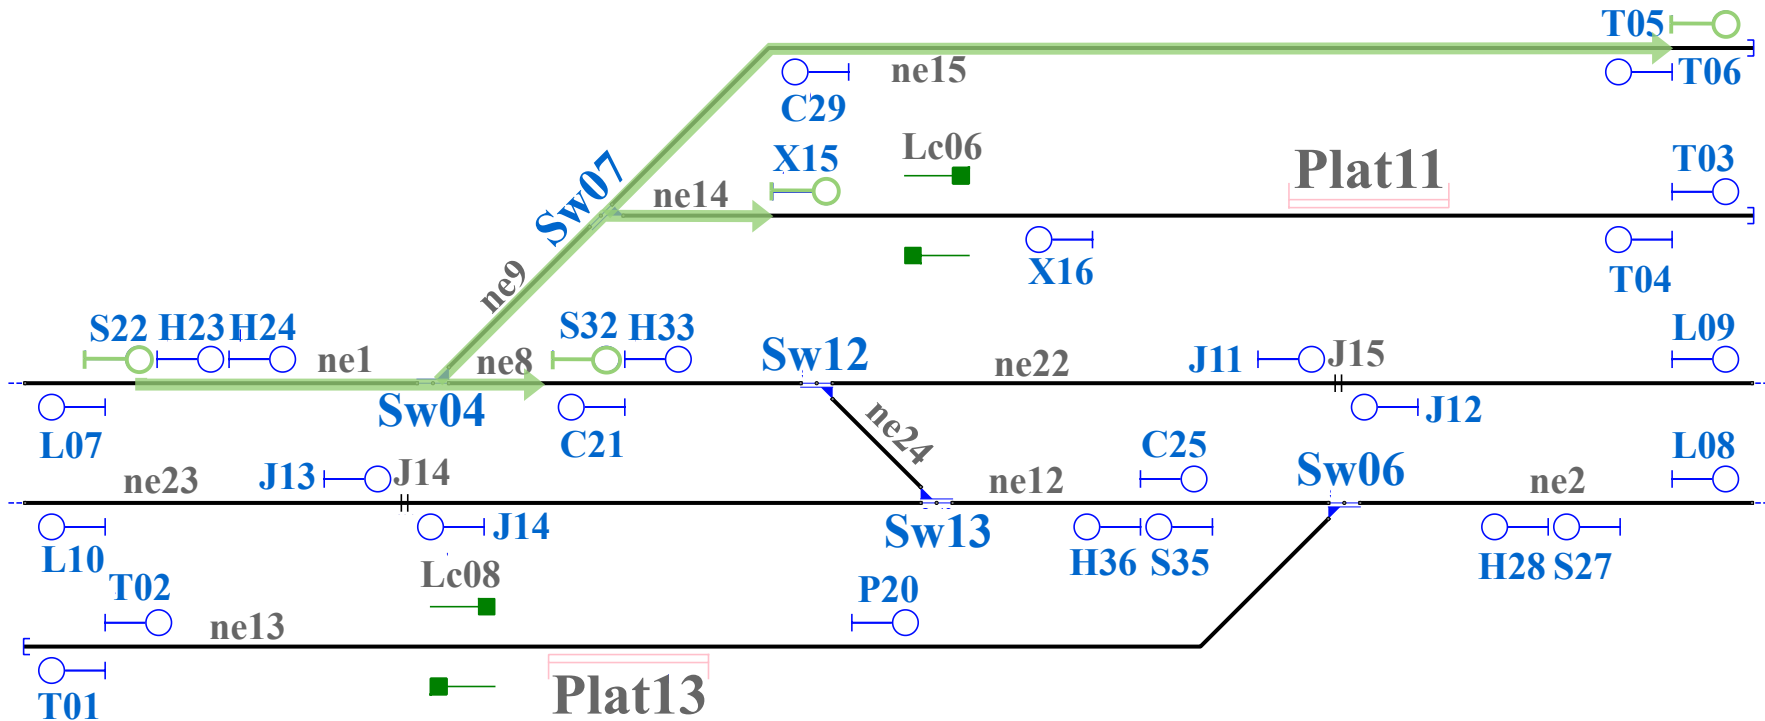 T05
ne15
T06
C29
X15
Lc06
Plat11
T03
Sw07
ne14
X16
T04
ne9
S22 H23 H24
ne1
ne8
S32 H33
Sw12
ne22
J11
J15
L09
L07
Sw04
C21
ne24
J12
ne23
J13
J14
ne12
C25
Sw06
ne2
L08
L10
J14
Sw13
H36 S35
H28 S27
T02
Lc08
P20
ne13
T01
Plat13